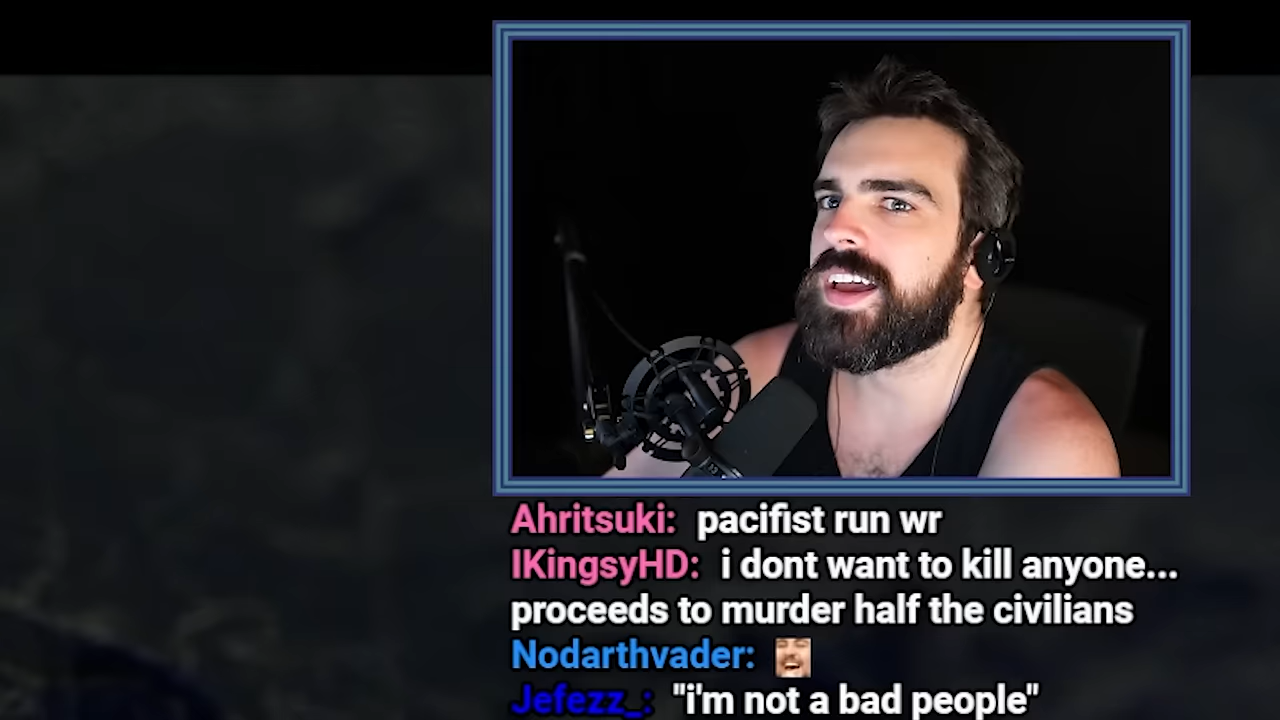 Ahritsuki: pacifist run wr
IKingsyHD: i dont want to kill anyone...
proceeds to murder half the civilians
Nodarthvader:
Jefezz_: "i'm not a bad people"